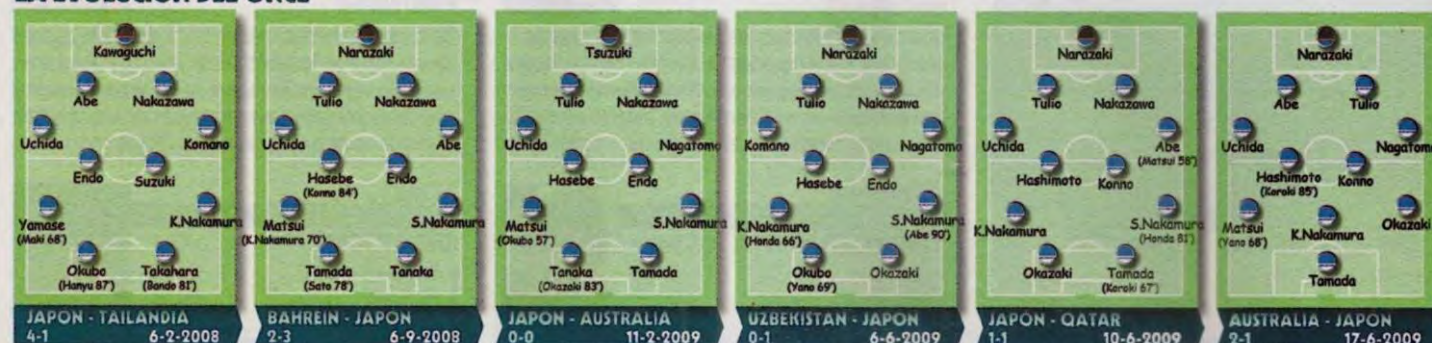 LA EVOLUCIÓN DEL ONCE
Kawaguchi
Abe Nakazawa
Uchida Komano
Endo Suzuki
Yamase K.Nakamura
(Maki 68')
Okubo Takahara
(Hanyu 87') (Bando 81')
JAPÓN - TAILANDIA
4-1 6-2-2008
Narazaki
Tulio Nakazawa
Uchida Abe
Hasebe Endo
(Konno 84')
Matsui S.Nakamura
(K.Nakamura 70')
Tamada Tanaka
(Sato 78')
BAHREIN - JAPÓN
2-3 6-9-2008
Tsuzuki
Tulio Nakazawa
Uchida Nagatomo
Hasebe Endo
Matsui S.Nakamura
(Okubo 57')
Tanaka Tamada
(Okazaki 83')
JAPÓN - AUSTRALIA
0-0 11-2-2009
Narazaki
Tulio Nakazawa
Komano Nagatomo
Hasebe Endo
K.Nakamura S.Nakamura
(Honda 66') (Abe 90')
Okubo Okazaki
(Yano 69')
UZBEKISTAN - JAPÓN
0-1 6-6-2009
Narazaki
Tulio Nakazawa
Uchida Abe
(Matsui 58')
Hashimoto Konno
K.Nakamura S.Nakamura
(Honda 81')
Okazaki Tamada
(Koroki 67')
JAPÓN - QATAR
1-1 10-6-2009
Narazaki
Abe Tulio
Uchida Nagatomo
Hashimoto Konno
(Koroki 85')
Matsui K.Nakamura Okazaki
(Yano 68')
Tamada
AUSTRALIA - JAPÓN
2-1 17-6-2009